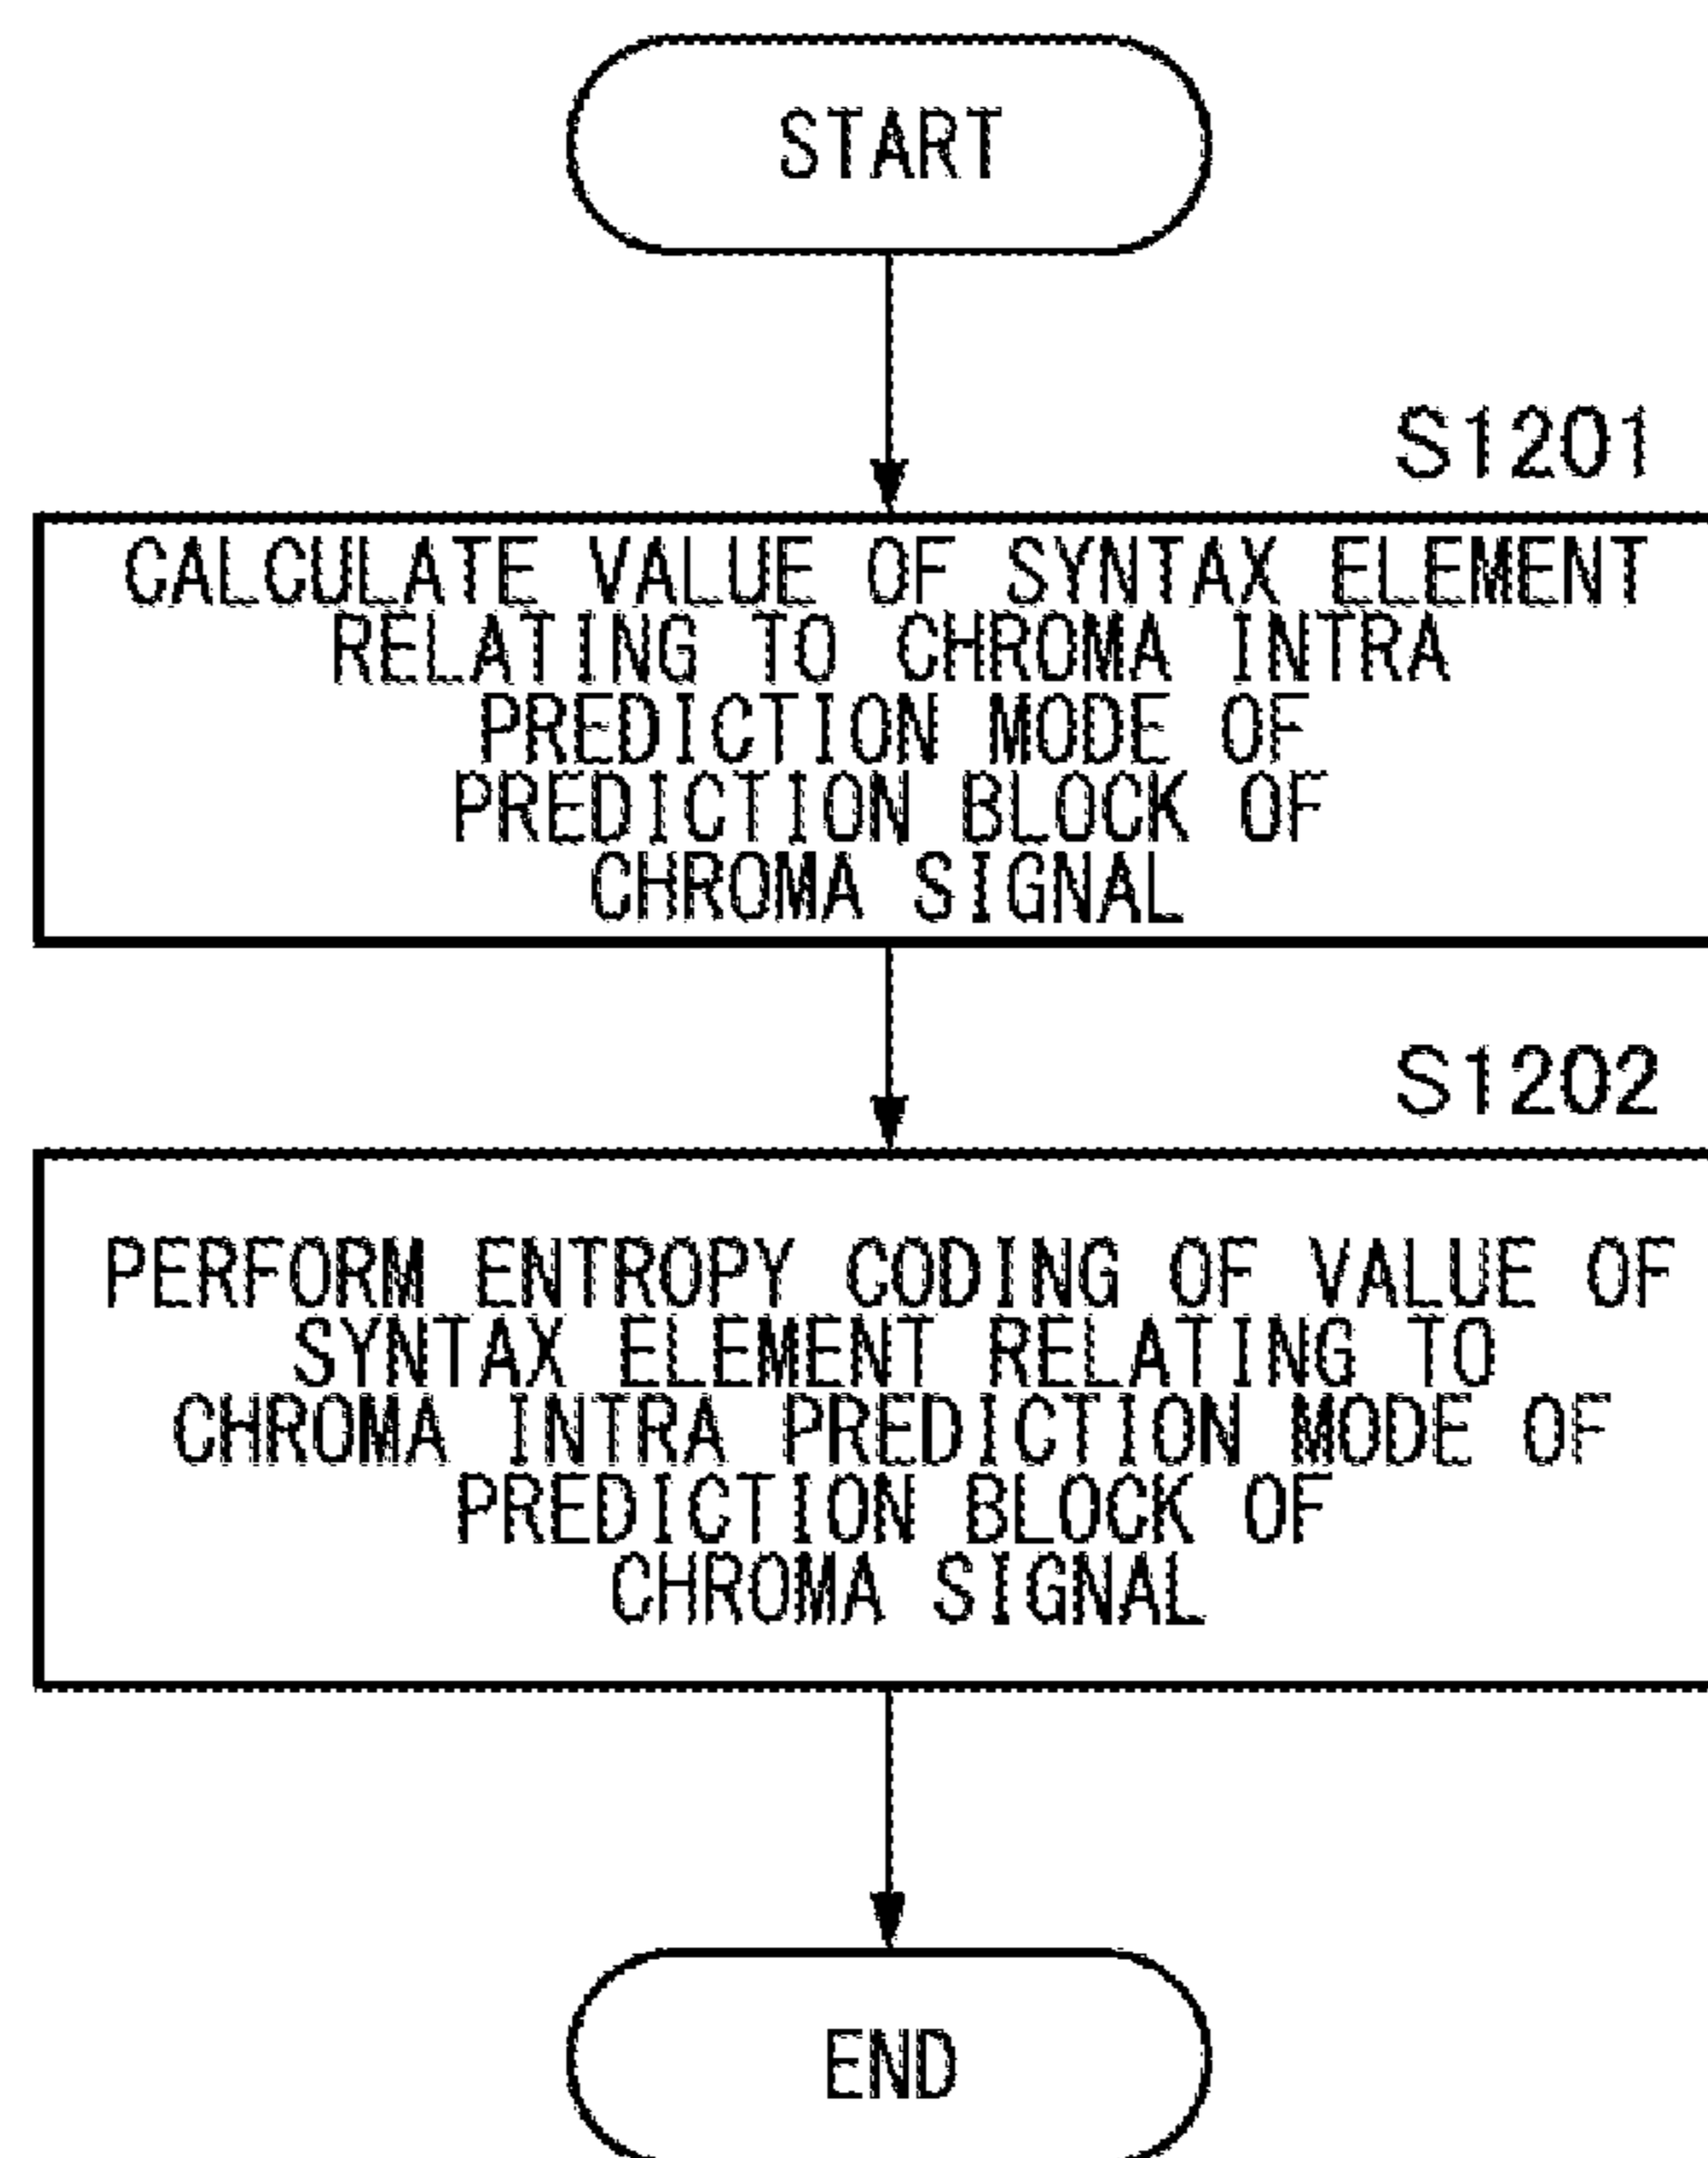 START
S1201
CALCULATE VALUE OF SYNTAX ELEMENT
RELATING TO CHROMA INTRA
PREDICTION MODE OF
PREDICTION BLOCK OF
CHROMA SIGNAL
S1202
PERFORM ENTROPY CODING OF VALUE OF
SYNTAX ELEMENT RELATING TO
CHROMA INTRA PREDICTION MODE OF
PREDICTION BLOCK OF
CHROMA SIGNAL
END